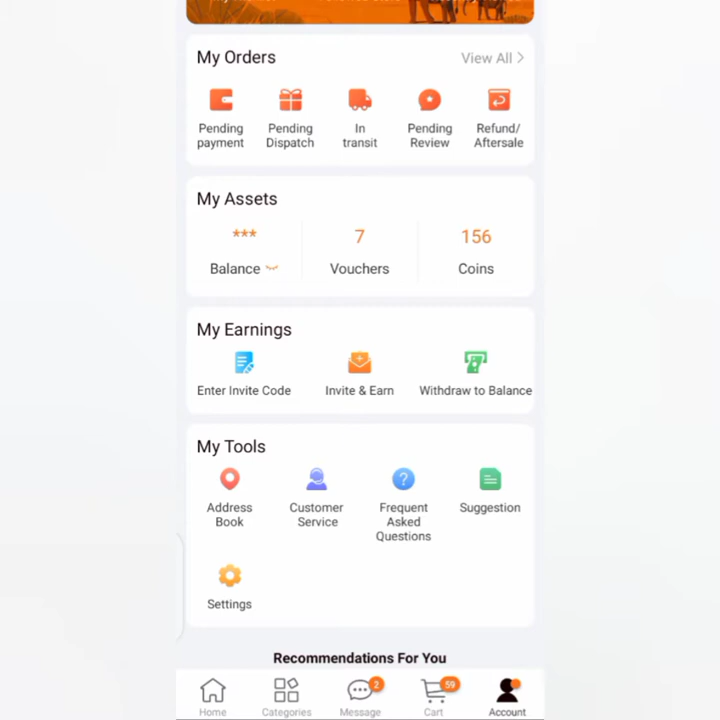 My Orders
View All >
Pending
payment
Pending
Dispatch
In
transit
Pending
Review
Refund/
Aftersale
My Assets
***
7
156
Balance
Vouchers
Coins
My Earnings
Enter Invite Code
Invite & Earn
Withdraw to Balance
My Tools
Address
Book
Customer
Service
Frequent
Asked
Questions
Suggestion
Settings
Recommendations For You
2
59
Home
Categories
Message
Cart
Account